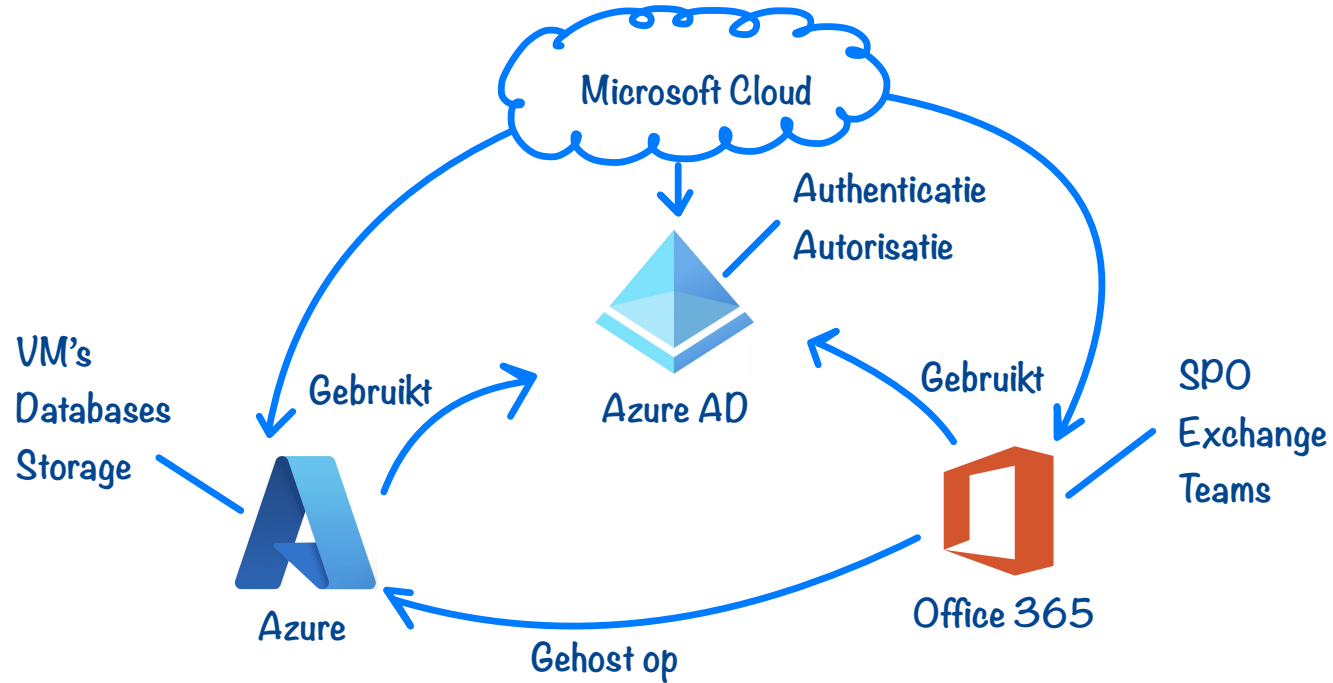 Microsoft Cloud
Authenticatie
Autorisatie
VM's
Databases
Storage
Gebruikt
Azure AD
Gebruikt
SPO
Exchange
Teams
Azure
Office 365
Gehost op